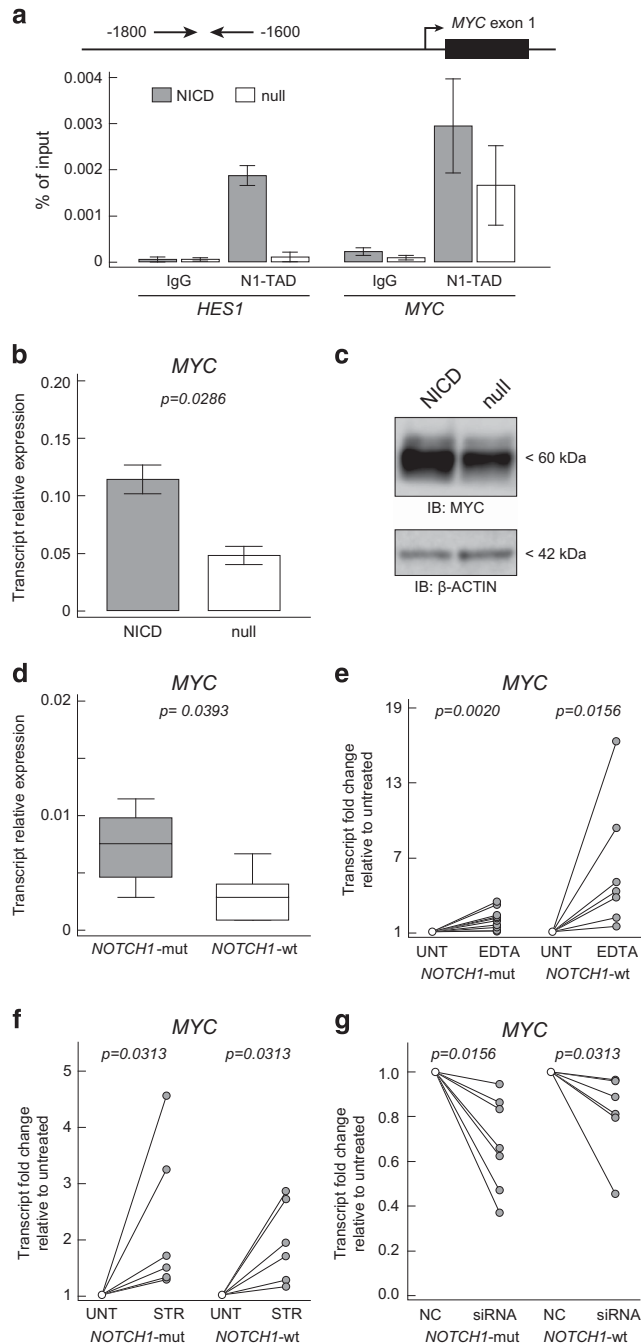 a
-1800 -1600 MYC exon 1
NICD null
% of input
0.004
0.003
0.002
0.001
0
IgG N1-TAD IgG N1-TAD
HES1 MYC
b
MYC
p=0.0286
Transcript relative expression
0.20
0.15
0.10
0.05
0
NICD null
c
NICD null
< 60 kDa
IB: MYC
< 42 kDa
IB: β-ACTIN
d
MYC
p= 0.0393
Transcript relative expression
0.02
0.01
0
NOTCH1-mut NOTCH1-wt
e
MYC
p=0.0020 p=0.0156
Transcript fold change
relative to untreated
19
13
7
1
UNT EDTA UNT EDTA
NOTCH1-mut NOTCH1-wt
f
MYC
p=0.0313 p=0.0313
Transcript fold change
relative to untreated
5
4
3
2
1
UNT STR UNT STR
NOTCH1-mut NOTCH1-wt
g
MYC
p=0.0156 p=0.0313
Transcript fold change
relative to untreated
1.0
0.8
0.6
0.4
0.2
0.0
NC siRNA NC siRNA
NOTCH1-mut NOTCH1-wt